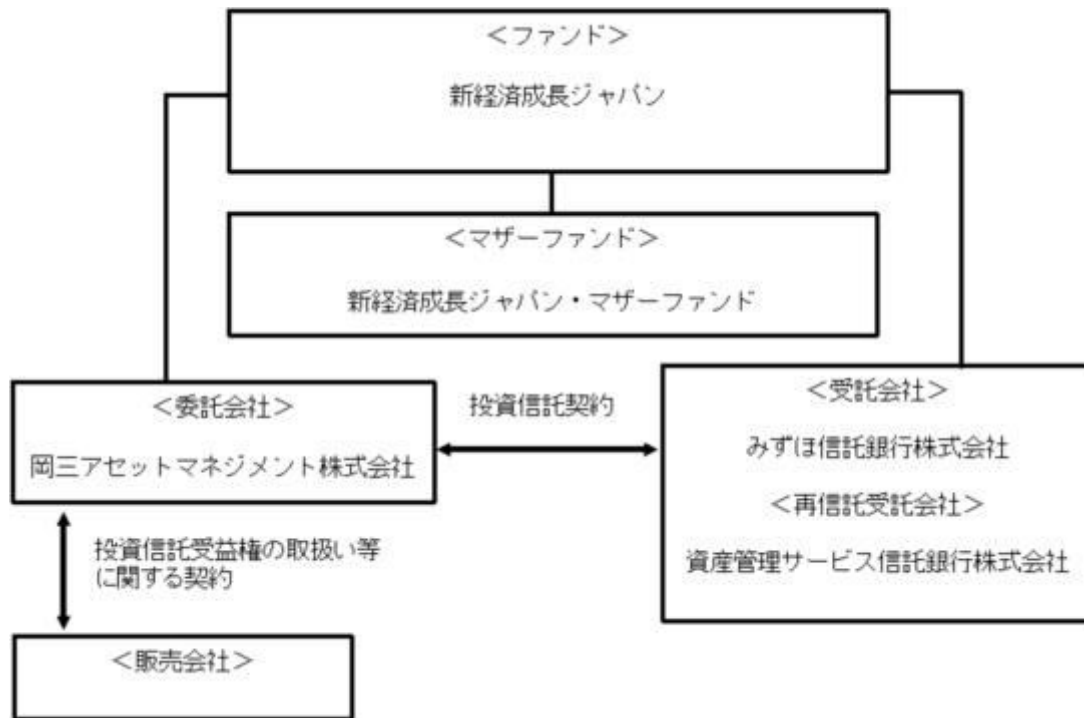 ＜ファンド＞
新経済成長ジャパン
＜マザーファンド＞
新経済成長ジャパン・マザーファンド
＜委託会社＞
岡三アセットマネジメント株式会社
投資信託契約
＜受託会社＞
みずほ信託銀行株式会社
＜再信託受託会社＞
資産管理サービス信託銀行株式会社
投資信託受益権の取扱い等
に関する契約
＜販売会社＞